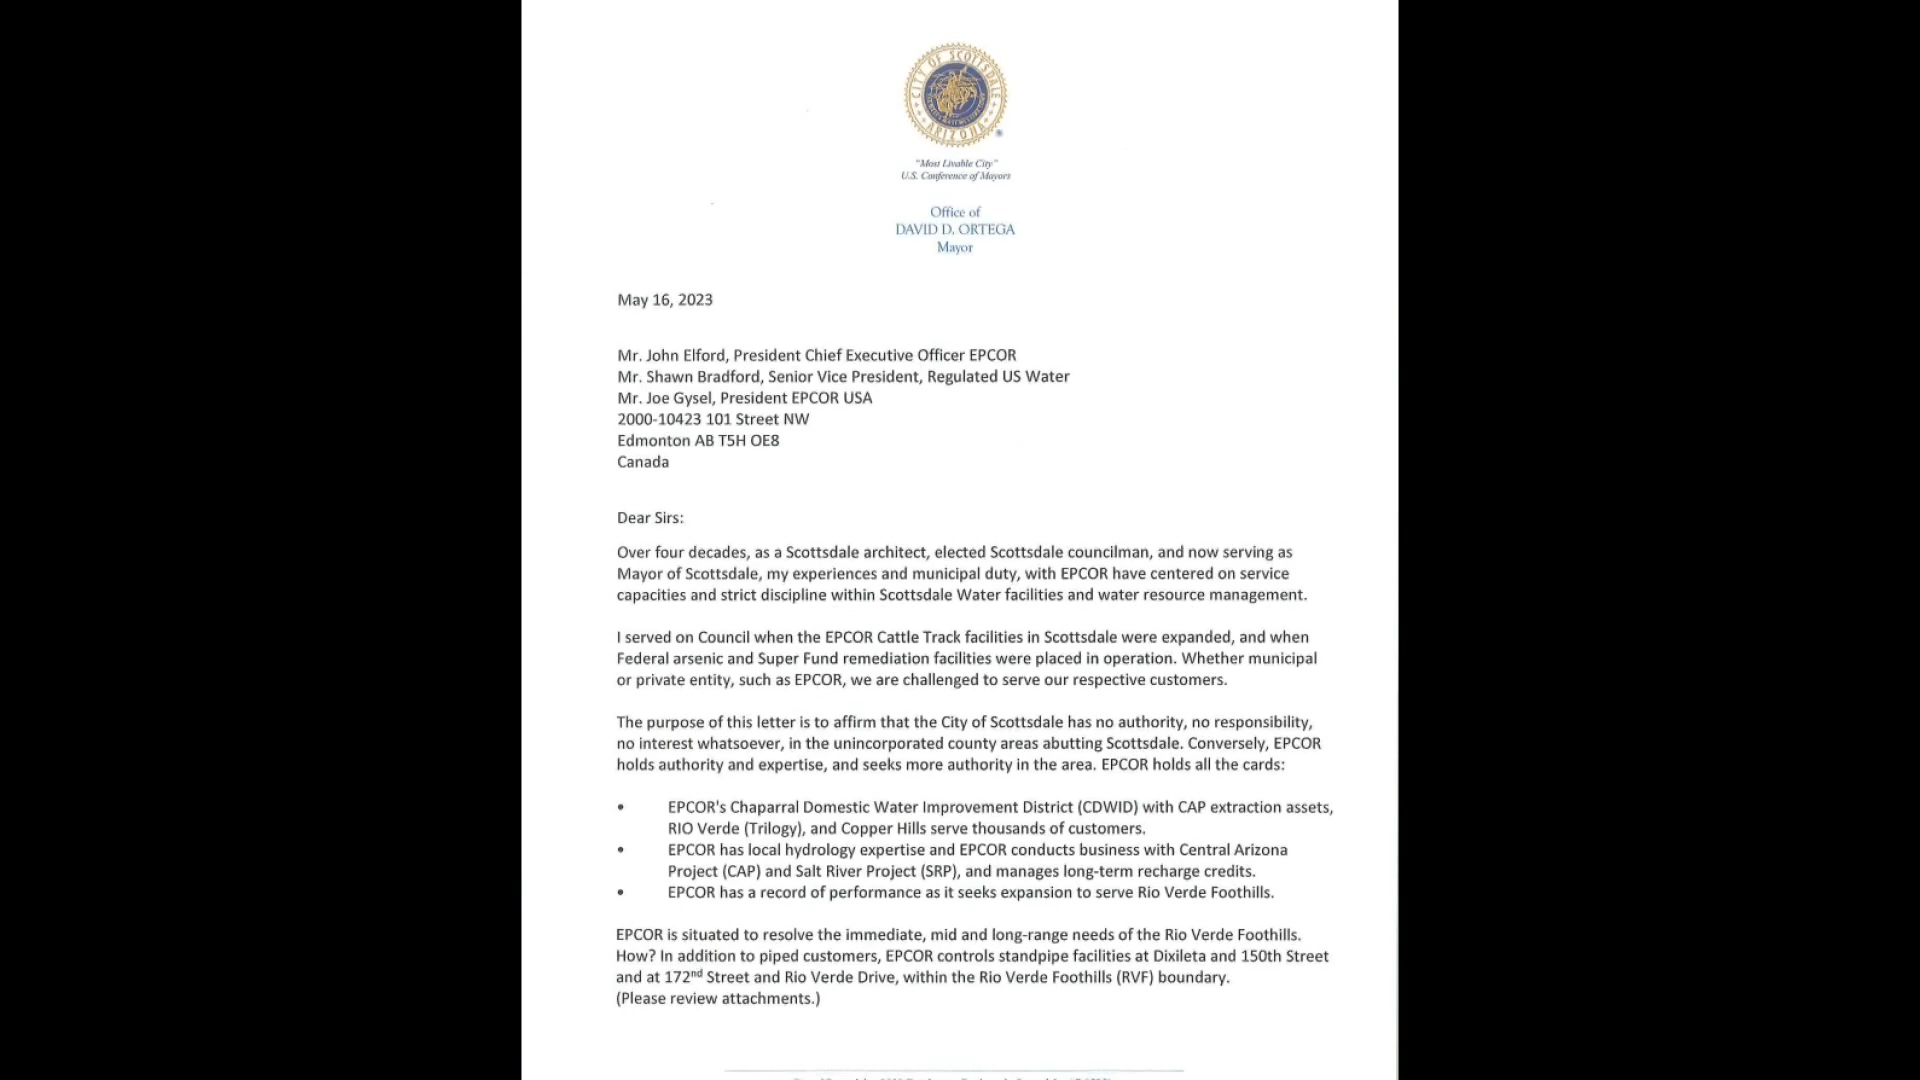 CITY OF SCOTTSDALE
ARIZONA
"Most Livable City"
U.S. Conference of Mayors
Office of
DAVID D. ORTEGA
Mayor
May 16, 2023
Mr. John Elford, President Chief Executive Officer EPCOR
Mr. Shawn Bradford, Senior Vice President, Regulated US Water
Mr. Joe Gysel, President EPCOR USA
2000-10423 101 Street NW
Edmonton AB T5H OE8
Canada
Dear Sirs:
Over four decades, as a Scottsdale architect, elected Scottsdale councilman, and now serving as
Mayor of Scottsdale, my experiences and municipal duty, with EPCOR have centered on service
capacities and strict discipline within Scottsdale Water facilities and water resource management.
I served on Council when the EPCOR Cattle Track facilities in Scottsdale were expanded, and when
Federal arsenic and Super Fund remediation facilities were placed in operation. Whether municipal
or private entity, such as EPCOR, we are challenged to serve our respective customers.
The purpose of this letter is to affirm that the City of Scottsdale has no authority, no responsibility,
no interest whatsoever, in the unincorporated county areas abutting Scottsdale. Conversely, EPCOR
holds authority and expertise, and seeks more authority in the area. EPCOR holds all the cards:
• EPCOR's Chaparral Domestic Water Improvement District (CDWID) with CAP extraction assets,
RIO Verde (Trilogy), and Copper Hills serve thousands of customers.
• EPCOR has local hydrology expertise and EPCOR conducts business with Central Arizona
Project (CAP) and Salt River Project (SRP), and manages long-term recharge credits.
• EPCOR has a record of performance as it seeks expansion to serve Rio Verde Foothills.
EPCOR is situated to resolve the immediate, mid and long-range needs of the Rio Verde Foothills.
How? In addition to piped customers, EPCOR controls standpipe facilities at Dixileta and 150th Street
and at 172nd Street and Rio Verde Drive, within the Rio Verde Foothills (RVF) boundary.
(Please review attachments.)